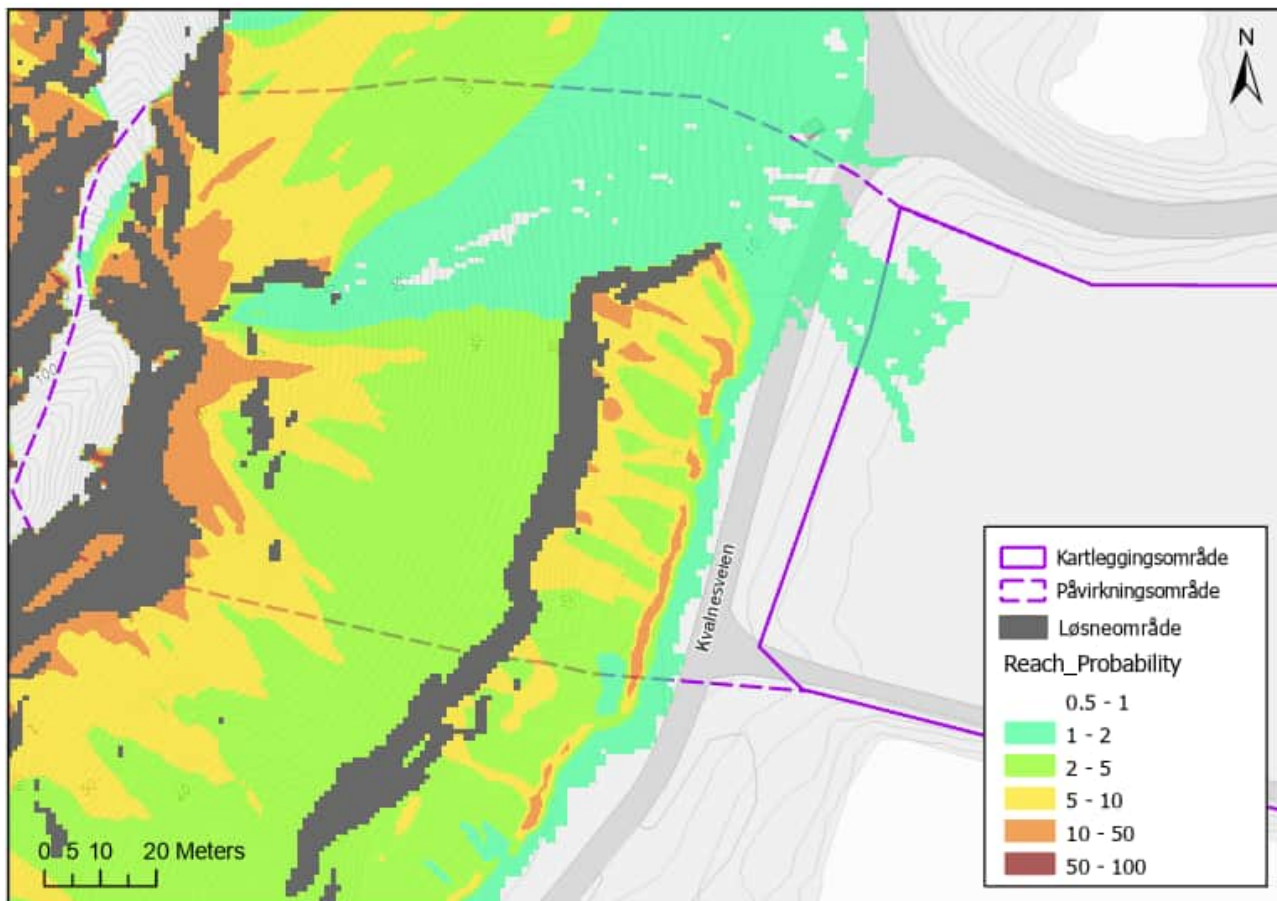 N
100
Kvalnesveien
0 5 10 20 Meters
Kartleggingsområde
Påvirkningsområde
Løsneområde
Reach_Probability
0.5 - 1
1 - 2
2 - 5
5 - 10
10 - 50
50 - 100